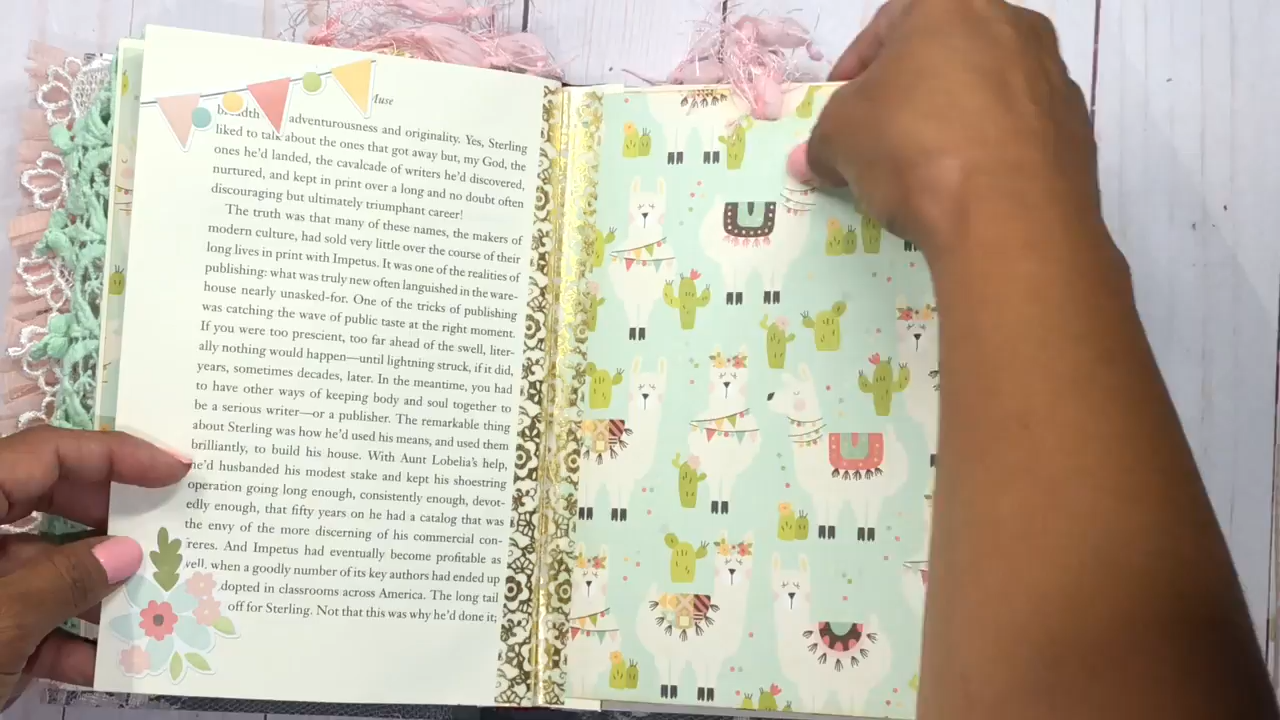 Muse
breadth adventurousness and originality. Yes, Sterling
liked to talk about the ones that got away but, my God, the
ones he'd landed, the cavalcade of writers he'd discovered,
nurtured, and kept in print over a long and no doubt often
discouraging but ultimately triumphant career!
The truth was that many of these names, the makers of
modern culture, had sold very little over the course of their
long lives in print with Impetus. It was one of the realities of
publishing: what was truly new often languished in the ware-
house nearly unasked-for. One of the tricks of publishing
was catching the wave of public taste at the right moment.
If you were too prescient, too far ahead of the swell, liter-
ally nothing would happen—until lightning struck, if it did,
years, sometimes decades, later. In the meantime, you had
to have other ways of keeping body and soul together to
be a serious writer—or a publisher. The remarkable thing
about Sterling was how he'd used his means, and used them
brilliantly, to build his house. With Aunt Lobelia's help,
he'd husbanded his modest stake and kept his shoestring
operation going long enough, consistently enough, devot-
edly enough, that fifty years on he had a catalog that was
the envy of the more discerning of his commercial con-
freres. And Impetus had eventually become profitable as
well, when a goodly number of its key authors had ended up
dopted in classrooms across America. The long tail
off for Sterling. Not that this was why he'd done it;